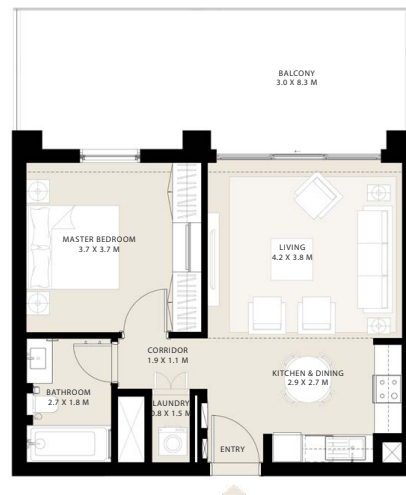 BALCONY
3.0 X 8.3 M
MASTER BEDROOM
3.7 X 3.7 M
LIVING
4.2 X 3.8 M
CORRIDOR
1.9 X 1.1 M
KITCHEN & DINING
2.9 X 2.7 M
BATHROOM
2.7 X 1.8 M
LAUNDRY
0.8 X 1.5 M
ENTRY